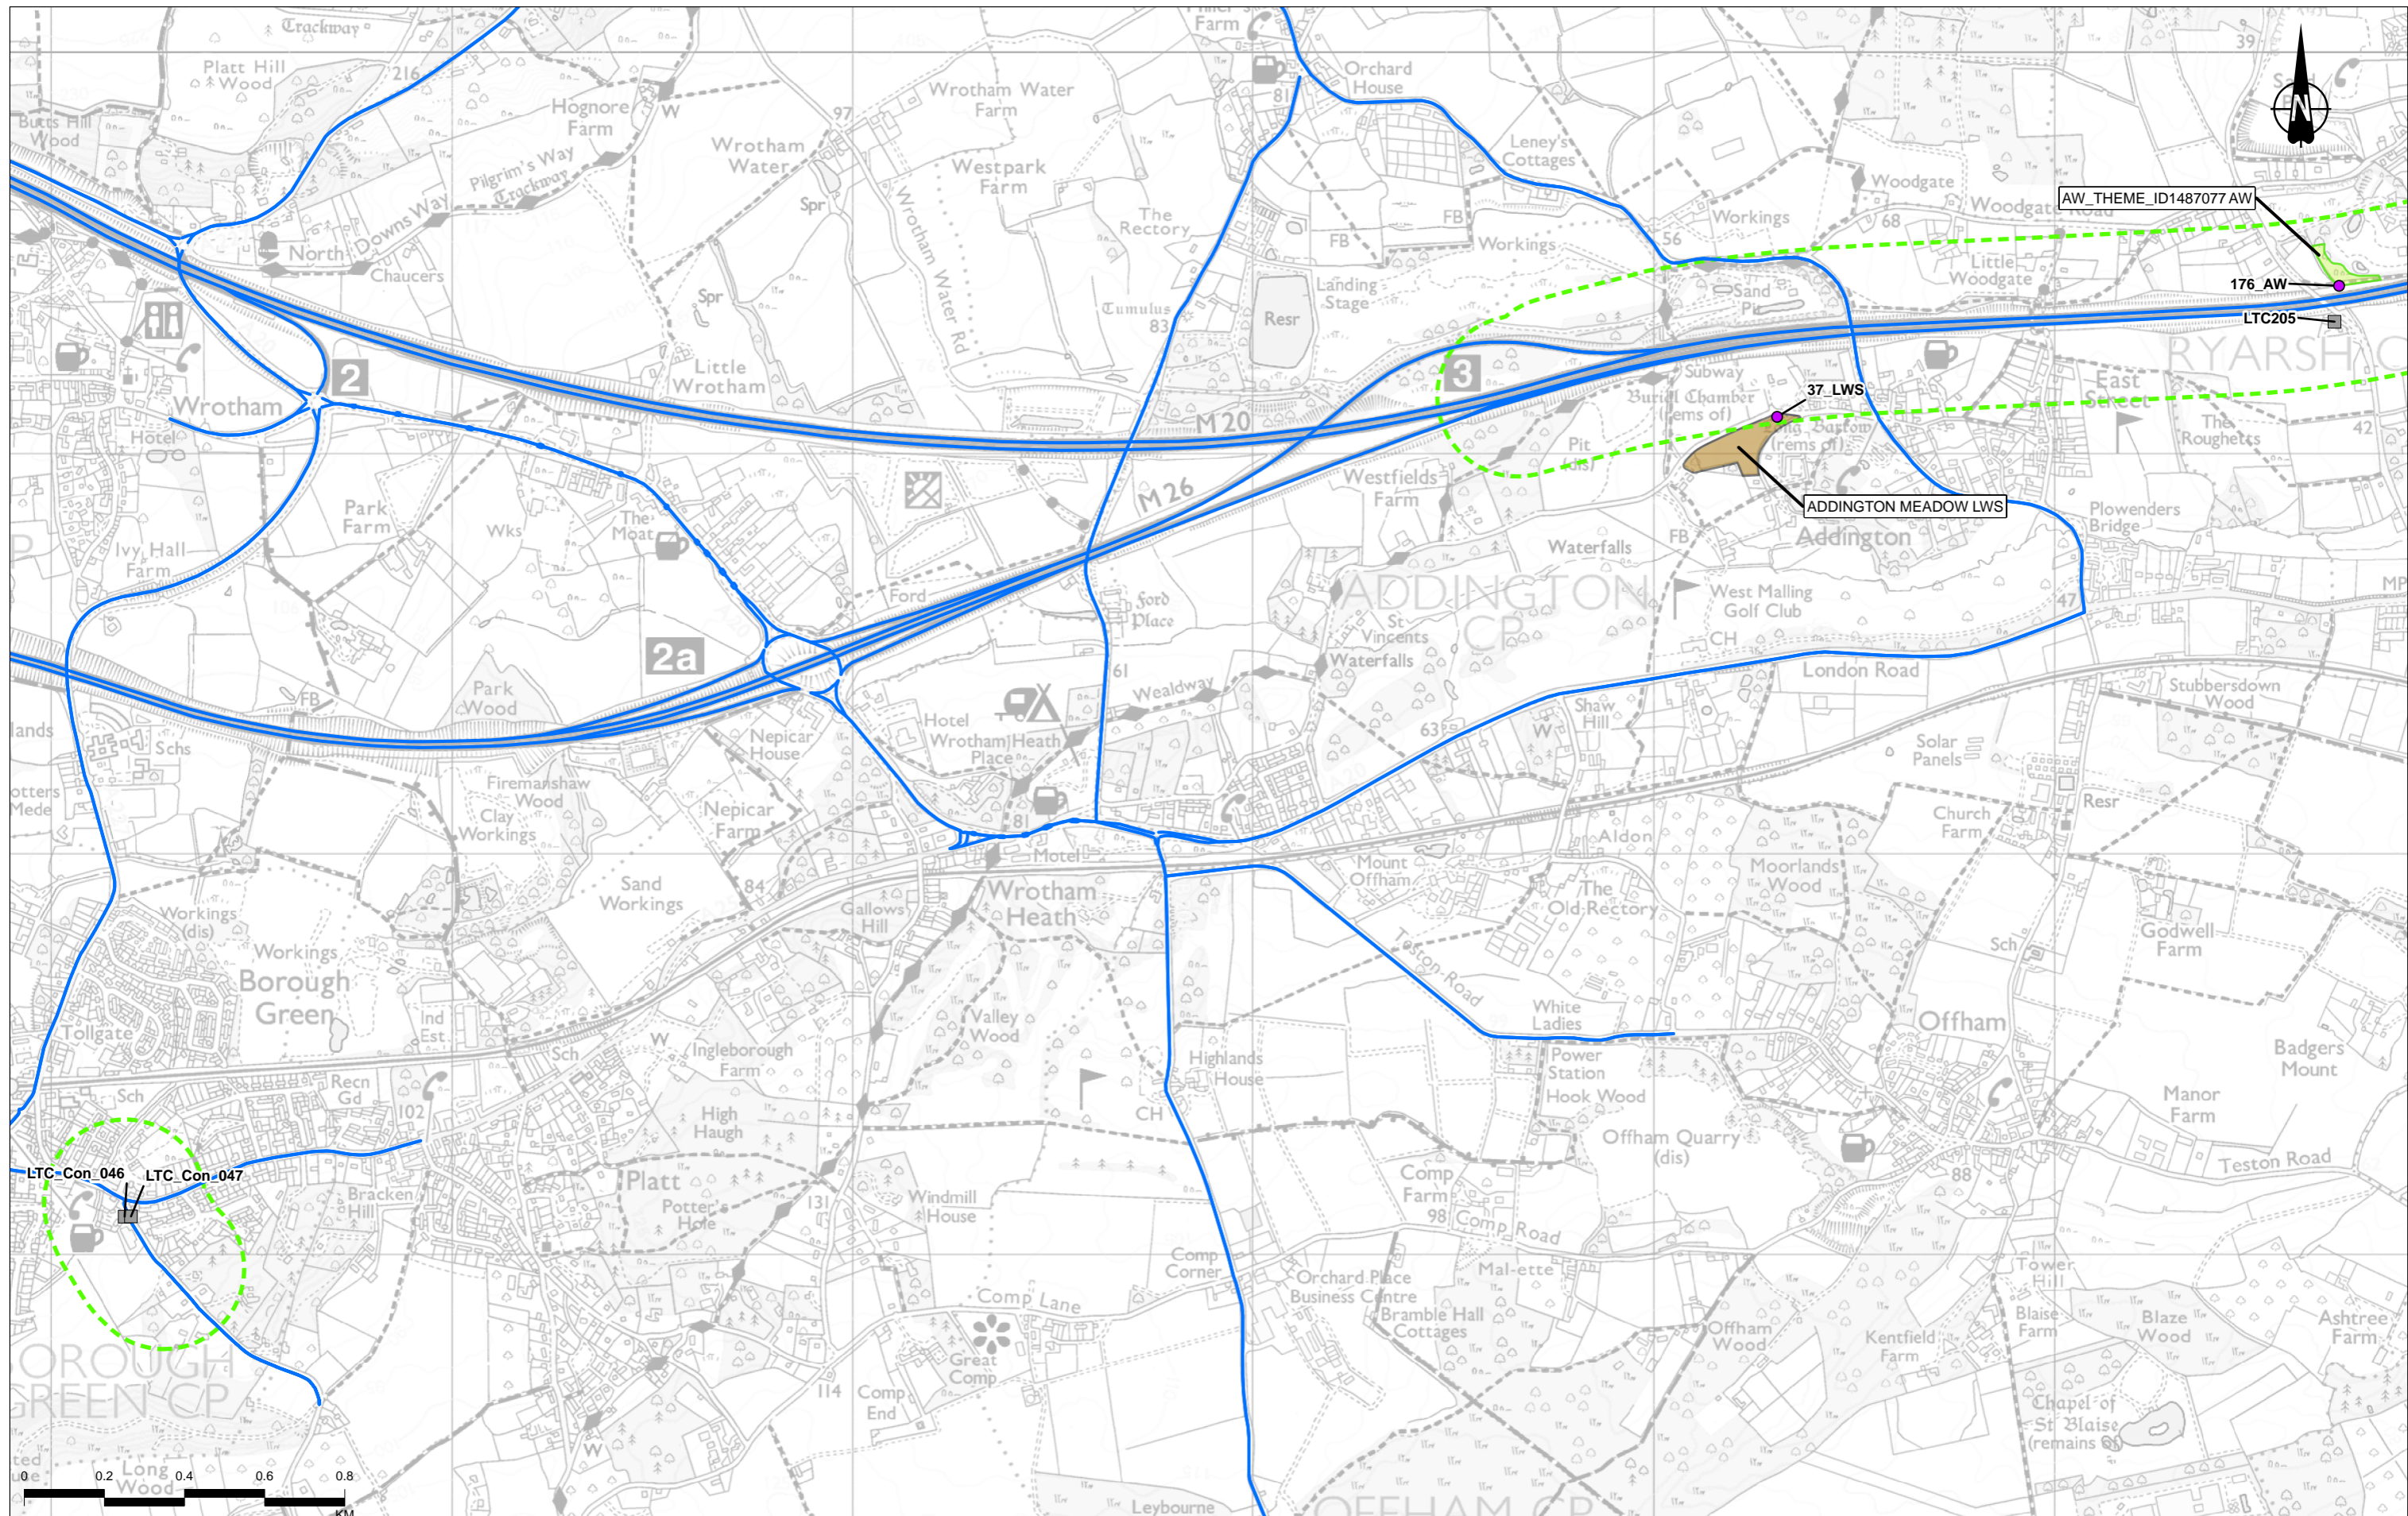 Trackway
Farm
39
Platt Hill
Wood
216
Orchard
House
81
Butts Hill
Wood
Hognore
Farm
W
97
Wrotham Water
Farm
Wrotham
Water
Leney's
Cottages
N
Pilgrim's Way
Trackway
Westpark
Farm
Woodgate
AW_THEME_ID1487077 AW
Spr
Wrotham Water Rd
The
Rectory
FB
FB
Workings
Woodgate Road
68
North Downs Way
117
Chaucers
Workings
56
Little
Woodgate
176_AW
Spr
Tumulus
83
Landing
Stage
Resr
Sand
Pit
LTC205
2
Little
Wrotham
3
Subway
RYARSH C
Wrotham
37_LWS
East
Street
Burial Chamber
(rems of)
M 20
Barrow
(rems of)
The
Roughetts
42
Hotel
Pit
(dis)
Westfields
Farm
M 26
ADDINGTON MEADOW LWS
Park
Farm
Wks
The
Moat
Plowenders
Bridge
Ivy Hall
Farm
FB
Addington
Waterfalls
Ford
ADDINGTON
CP
MP
West Malling
Golf Club
47
Ford
Place
St
Vincents
CH
2a
Waterfalls
61
London Road
Park
Wood
FB
Wealdway
Stubbersdown
Wood
lands
Schs
Nepicar
House
Hotel
Wrotham Heath
Place
Shaw
Hill
W
63
Solar
Panels
Firemanshaw
Wood
Clay
Workings
otters
Mede
Nepicar
Farm
81
Resr
Church
Farm
Motel
Aldon
Mount
Offham
Moorlands
Wood
Sand
Workings
84
Wrotham
Heath
The
Old Rectory
Workings
(dis)
Gallows
Hill
Workings
Borough
Green
Teston Road
Sch
Godwell
Farm
Tollgate
Ind
Est
Valley
Wood
White
Ladies
Offham
Sch
W
Ingleborough
Farm
Highlands
House
Power
Station
Badgers
Mount
Sch
Recn
Gd
102
High
Haugh
CH
Hook Wood
Manor
Farm
Offham Quarry
(dis)
LTC_Con_046
LTC_Con_047
Teston Road
Platt
Comp
Farm
88
Bracken
Hill
Potter's
Hole
131
Windmill
House
98
Comp Road
Comp
Corner
Mal-ette
Tower
Hill
Orchard Place
Business Centre
Comp Lane
Bramble Hall
Cottages
Offham
Wood
Blaise
Farm
Blaze
Wood
Ashtree
Farm
Kentfield
Farm
OROUGH
GREEN CP
Great
Comp
114
Comp
End
Chapel of
St Blaise
(remains of)
W
Long
Wood
0 0.2 0.4 0.6 0.8
KM
Leybourne
OFFHAM CP